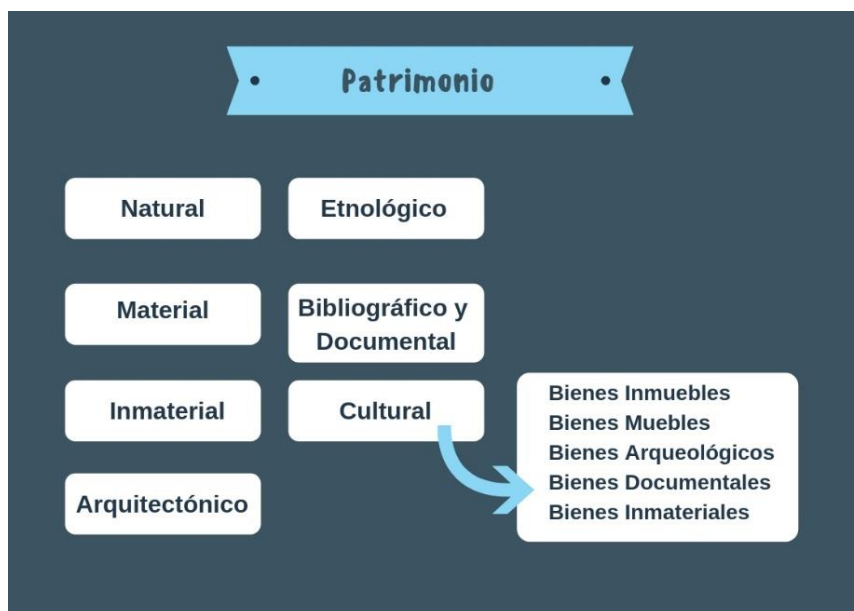 Patrimonio
Natural
Etnológico
Material
Bibliográfico y
Documental
Inmaterial
Cultural
Arquitectónico
Bienes Inmuebles
Bienes Muebles
Bienes Arqueológicos
Bienes Documentales
Bienes Inmateriales